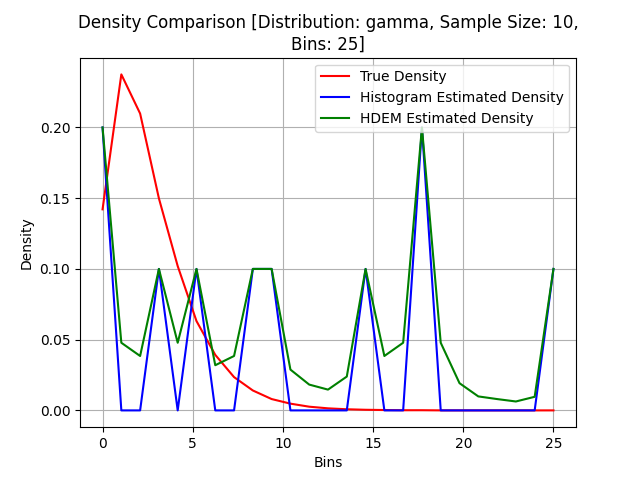 Density Comparison [Distribution: gamma, Sample Size: 10,
Bins: 25]
True Density
Histogram Estimated Density
HDEM Estimated Density
Density
0.20
0.15
0.10
0.05
0.00
0 5 10 15 20 25
Bins